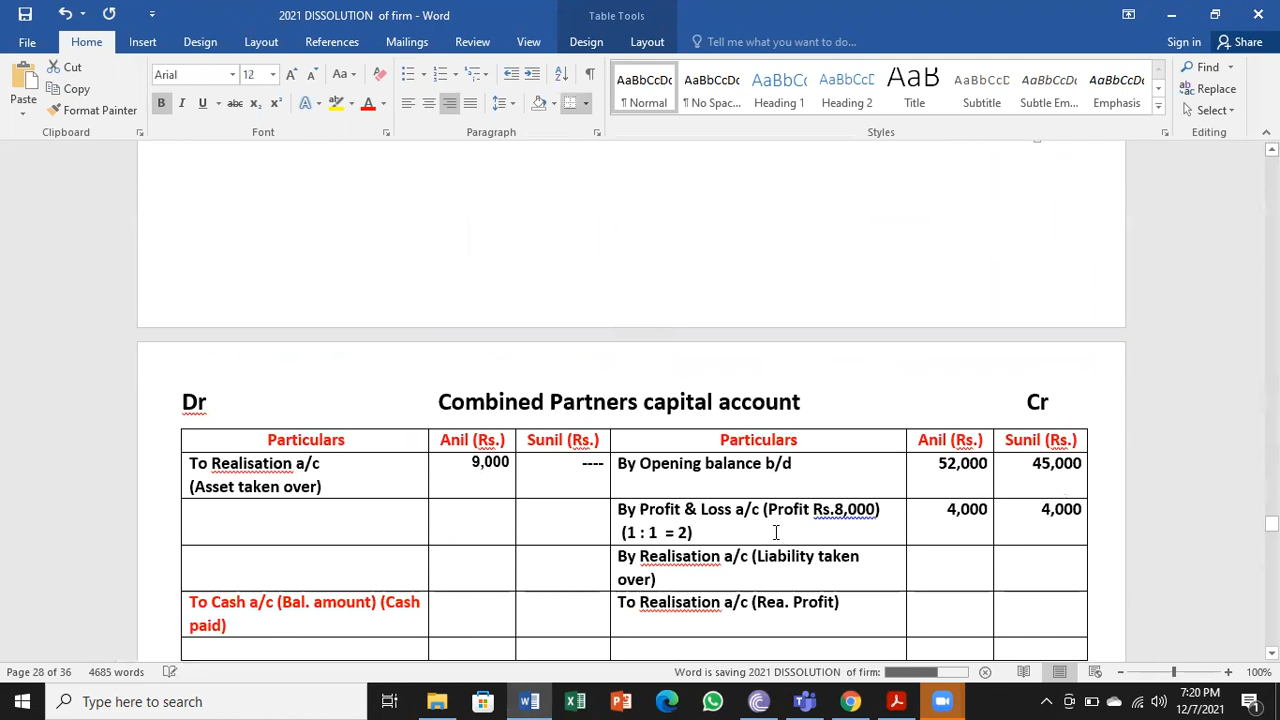 2021 DISSOLUTION of firm - Word
Table Tools
File Home Insert Design Layout References Mailings Review View Design Layout Tell me what you want to do... Sign in Share
Cut
Copy
Format Painter
Paste
Clipboard
Arial 12
Font
Paragraph
AaBbCcDc AaBbCcDc AaBbCc AaBbCcE AaB AaBbCcD AaBbCcDc AaBbCcDc
¶ Normal ¶ No Spac... Heading Heading 2 Title Subtitle Subtle Em... Emphasis
Styles
Find
Replace
Select
Editing
Dr Combined Partners capital account Cr
Particulars Anil (Rs.) Sunil (Rs.) Particulars Anil (Rs.) Sunil (Rs.)
To Realisation a/c 9,000 ---- By Opening balance b/d 52,000 45,000
(Asset taken over)
By Profit & Loss a/c (Profit Rs.8,000) 4,000 4,000
(1 : 1 = 2)
By Realisation a/c (Liability taken
over)
To Cash a/c (Bal. amount) (Cash To Realisation a/c (Rea. Profit)
paid)
Page 28 of 36 4685 words Word is saving 2021 DISSOLUTION of firm: 100%
Type here to search
7:20 PM
12/7/2021